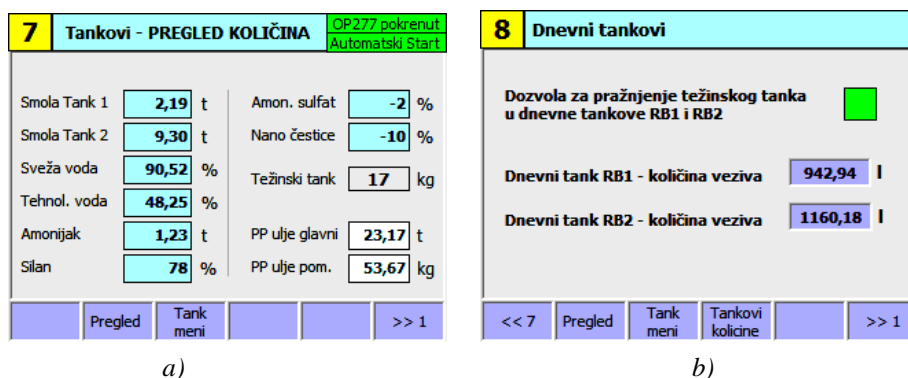 7 Tankovi - PREGLED KOLIČINA OP277 pokrenut
Automatski Start
Smola Tank 1 2,19 t
Smola Tank 2 9,30 t
Sveža voda 90,52 %
Tehnol. voda 48,25 %
Amonijak 1,23 t
Silan 78 %
Amon. sulfat -2 %
Nano čestice -10 %
Težinski tank 17 kg
PP ulje glavni 23,17 t
PP ulje pom. 53,67 kg
Pregled Tank meni >> 1
a)
8 Dnevni tankovi
Dozvola za pražnjenje težinskog tanka
u dnevne tankove RB1 i RB2
Dnevni tank RB1 - količina veziva 942,94 l
Dnevni tank RB2 - količina veziva 1160,18 l
<< 7 Pregled Tank meni Tankovi kolicine >> 1
b)